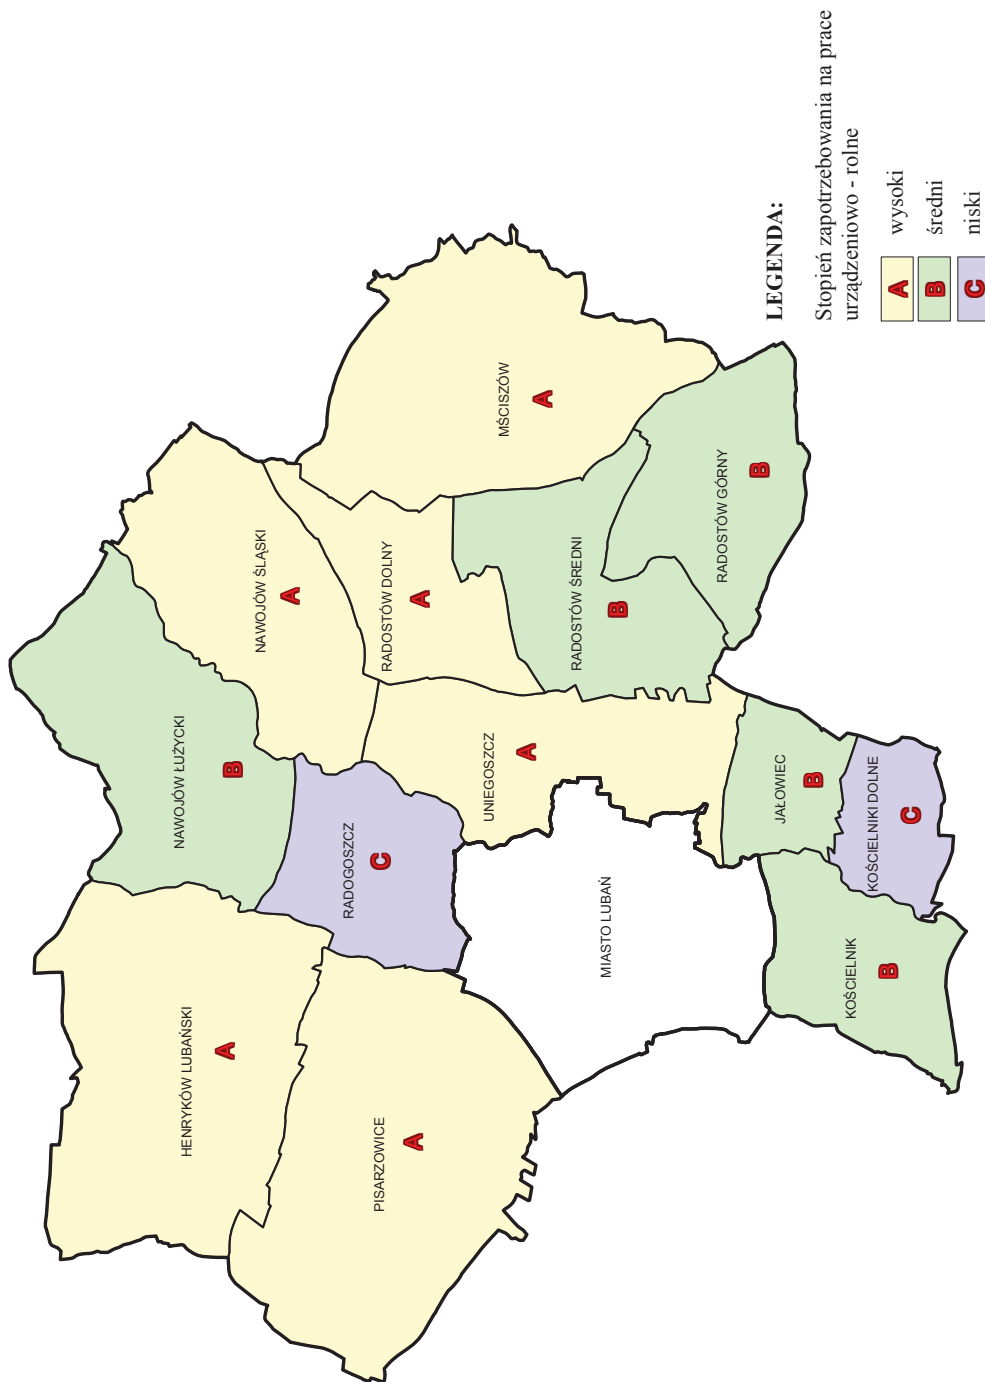 HENRYKÓW LUBAŃSKI
A
PISARZOWICE
A
NAWOJÓW ŁUŻYCKI
B
RADOGOSZCZ
C
NAWOJÓW ŚLĄSKI
A
RADOSTÓW DOLNY
A
MŚCISZÓW
A
UNIEGOSZCZ
A
RADOSTÓW ŚREDNI
B
RADOSTÓW GÓRNY
B
MIASTO LUBAŃ
JAŁOWIEC
B
KOŚCIELNIKI DOLNE
C
KOŚCIELNIK
B
LEGENDA:
Stopień zapotrzebowania na prace
urządzeniowo - rolne
A wysoki
B średni
C niski